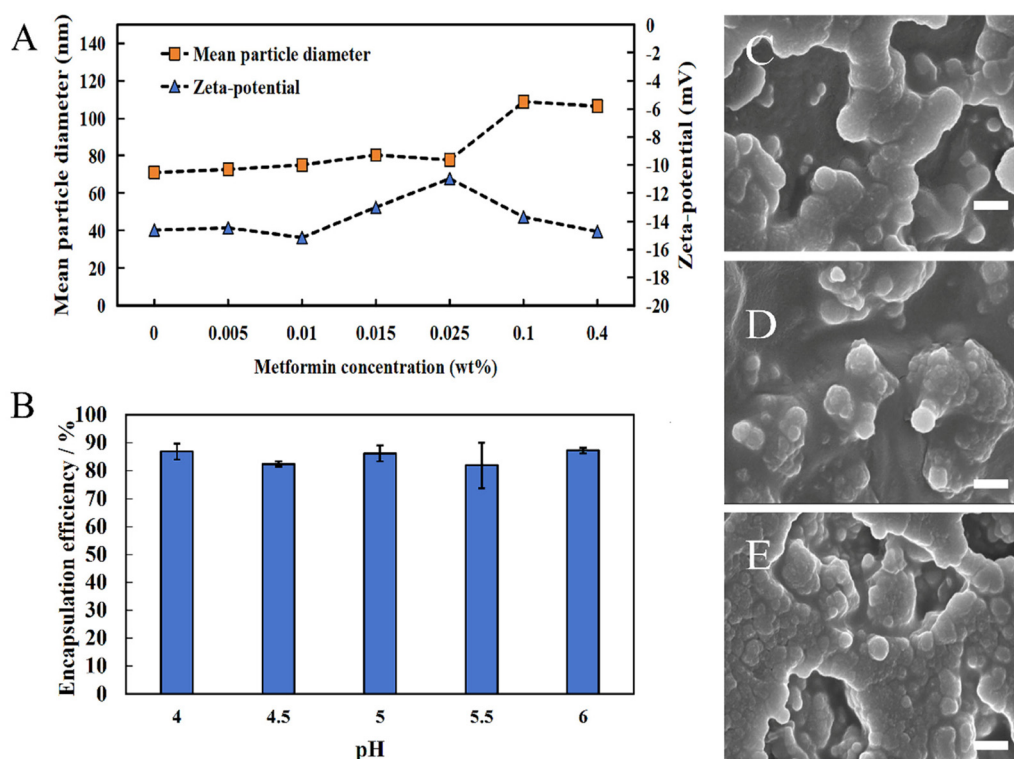 A
Mean particle diameter (nm)
140
120
100
80
60
40
20
0
Mean particle diameter
Zeta-potential
0
-2
-4
-6
-8
-10
-12
-14
-16
-18
-20
Zeta-potential (mV)
0 0.005 0.01 0.015 0.025 0.1 0.4
Metformin concentration (wt%)
B
Encapsulation efficiency / %
100
90
80
70
60
50
40
30
20
10
0
4 4.5 5 5.5 6
pH
C
D
E